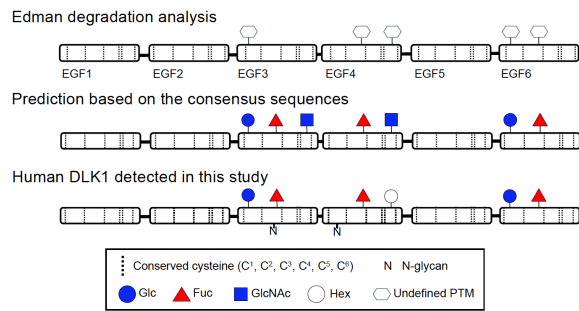 Edman degradation analysis
EGF1 EGF2 EGF3 EGF4 EGF5 EGF6
Prediction based on the consensus sequences
Human DLK1 detected in this study
N N
Conserved cysteine (C¹, C², C³, C⁴, C⁵, C⁶) N N-glycan
Glc Fuc GlcNAc Hex Undefined PTM